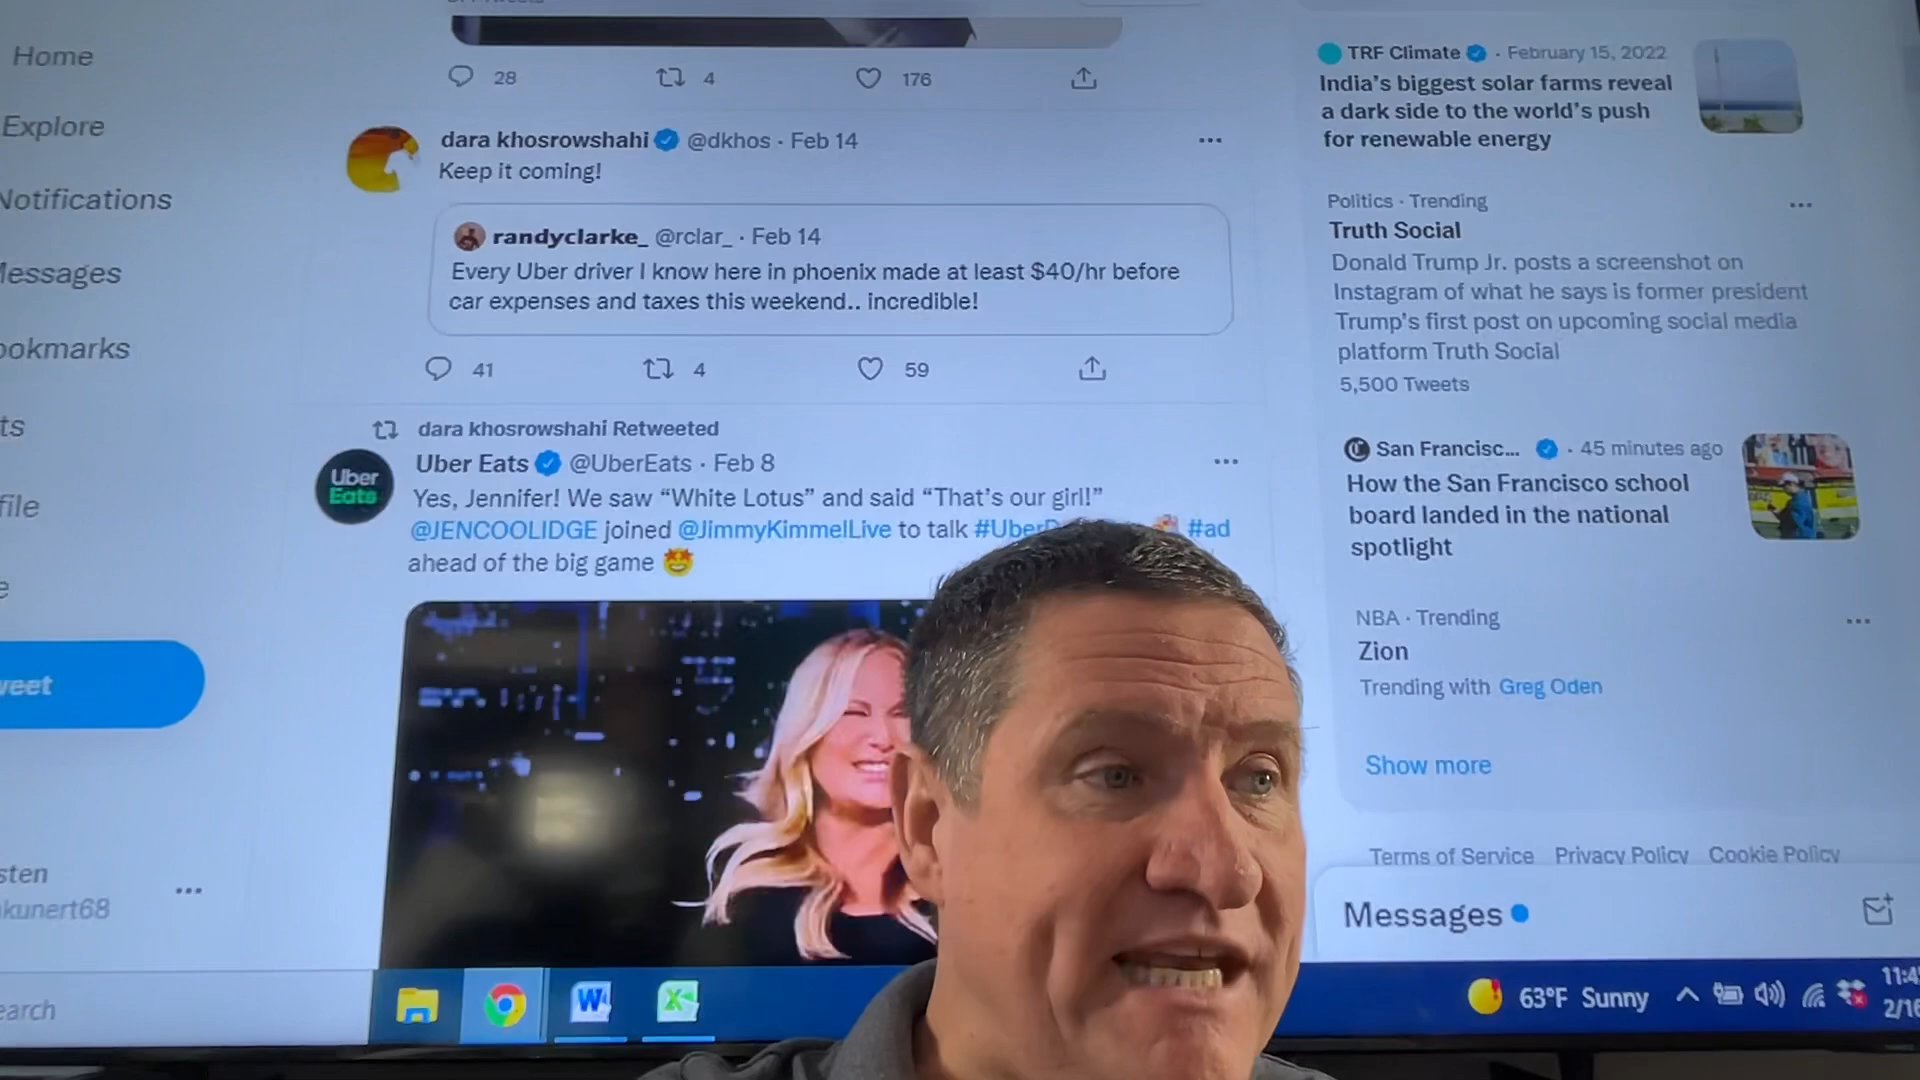 Home
Explore
Notifications
Messages
ookmarks
ts
file
e
weet
sten
kunert68
earch
28
4
176
dara khosrowshahi @dkhos · Feb 14
Keep it coming!
randyclarke_ @rclar_ · Feb 14
Every Uber driver I know here in phoenix made at least $40/hr before
car expenses and taxes this weekend.. incredible!
41
4
59
dara khosrowshahi Retweeted
Uber
Eats
Uber Eats @UberEats · Feb 8
Yes, Jennifer! We saw “White Lotus” and said “That’s our girl!”
@JENCOOLIDGE joined @JimmyKimmelLive to talk #Uber #ad
ahead of the big game 🤩
TRF Climate · February 15, 2022
India’s biggest solar farms reveal
a dark side to the world’s push
for renewable energy
Politics · Trending
Truth Social
Donald Trump Jr. posts a screenshot on
Instagram of what he says is former president
Trump’s first post on upcoming social media
platform Truth Social
5,500 Tweets
San Francisc... · 45 minutes ago
How the San Francisco school
board landed in the national
spotlight
NBA · Trending
Zion
Trending with Greg Oden
Show more
Terms of Service Privacy Policy Cookie Policy
Messages
W
X
63°F Sunny
11:4
2/16